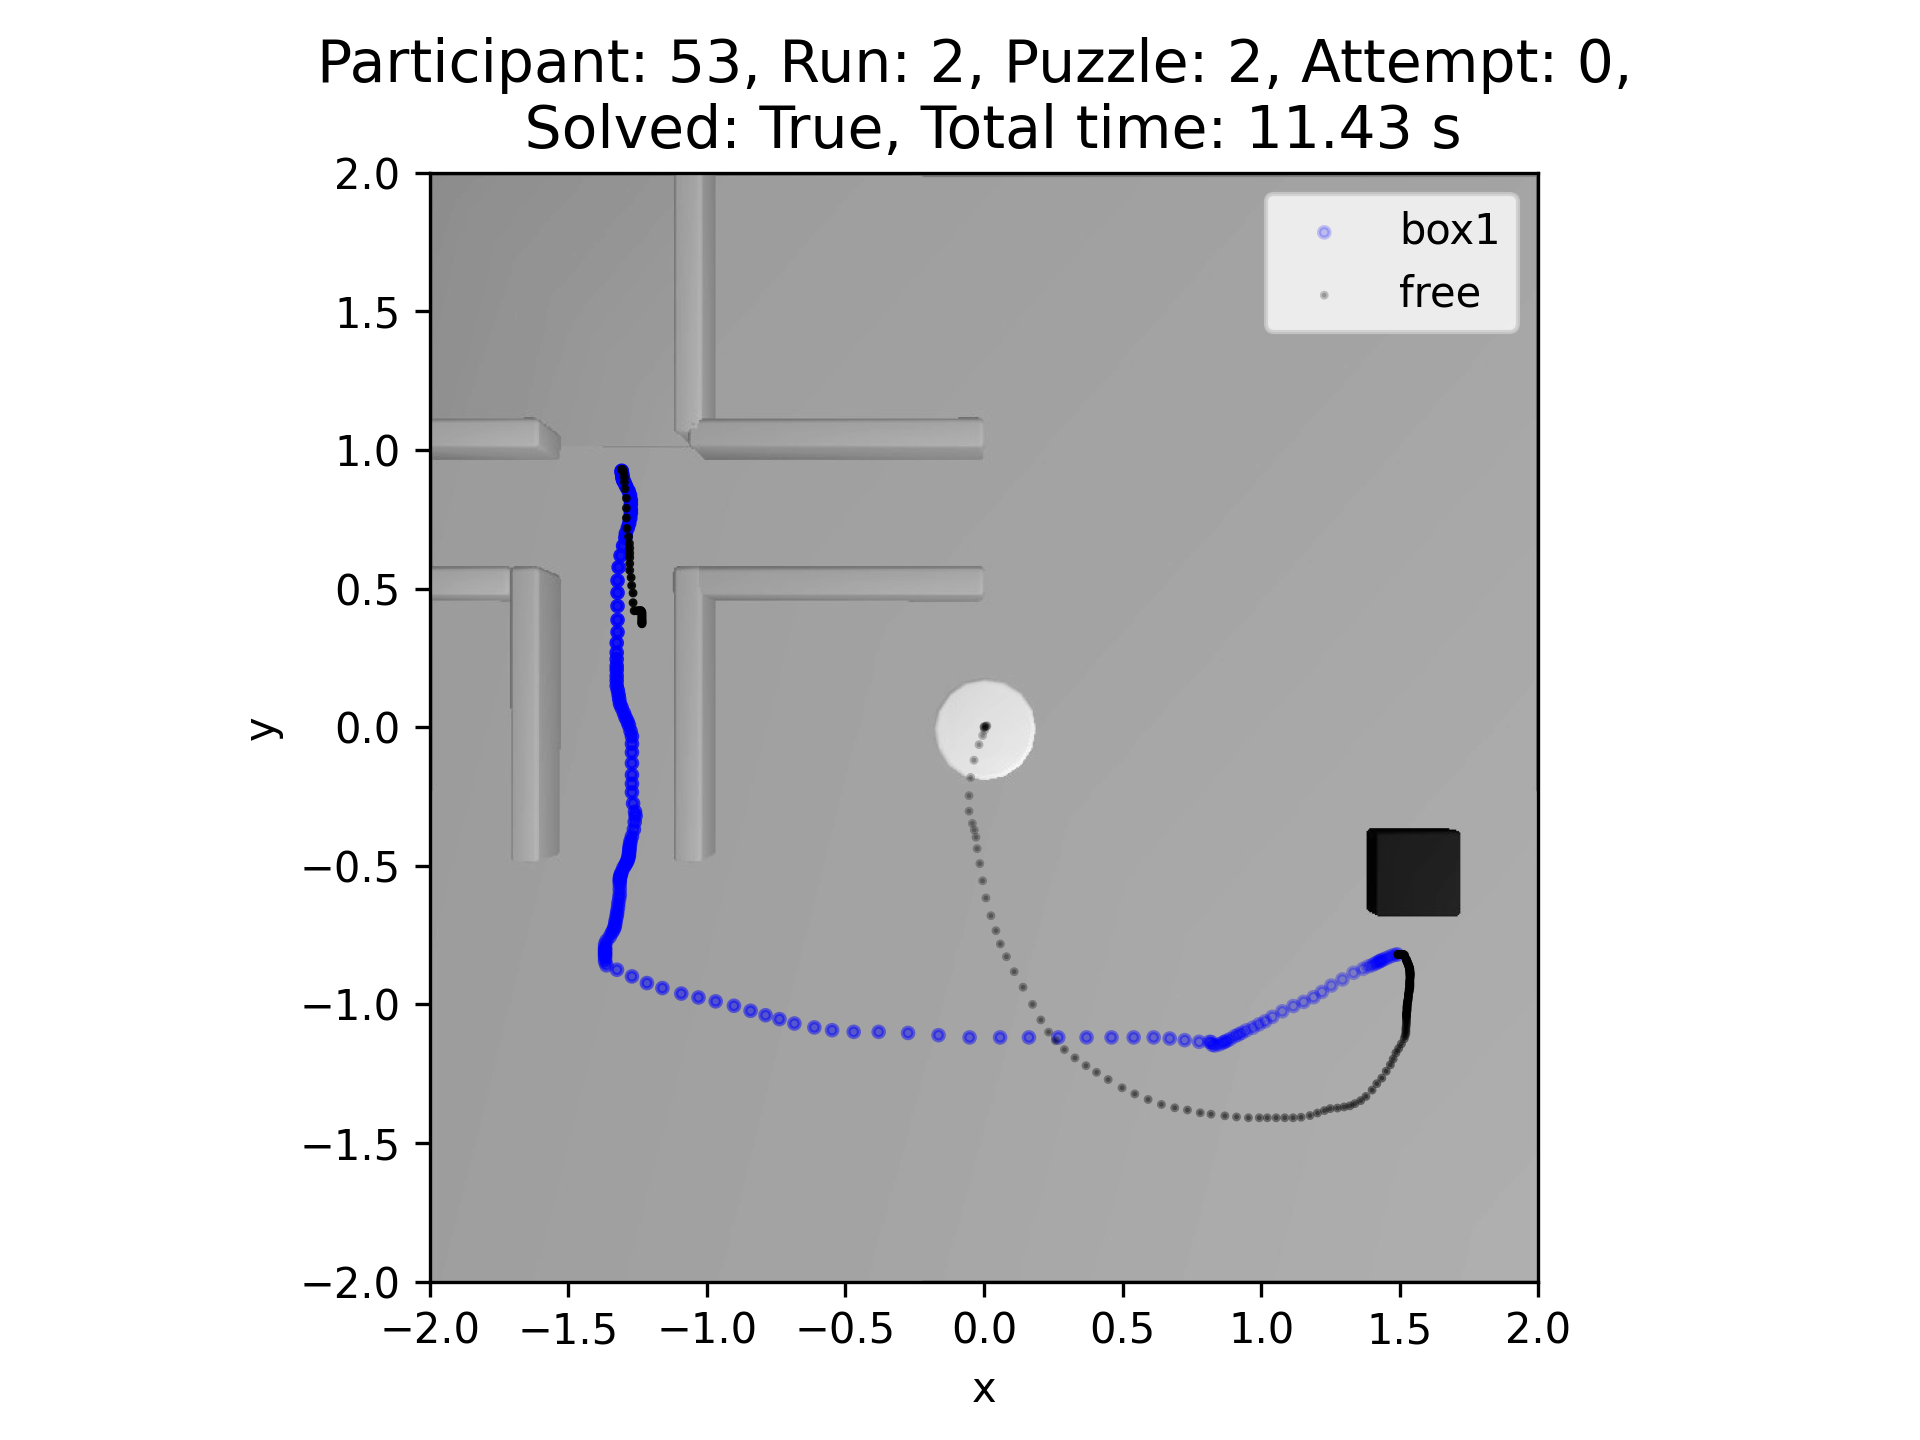 Participant: 53, Run: 2, Puzzle: 2, Attempt: 0,
Solved: True, Total time: 11.43 s
box1
free
2.0
1.5
1.0
0.5
0.0
−0.5
−1.0
−1.5
−2.0
y
−2.0 −1.5 −1.0 −0.5 0.0 0.5 1.0 1.5 2.0
x